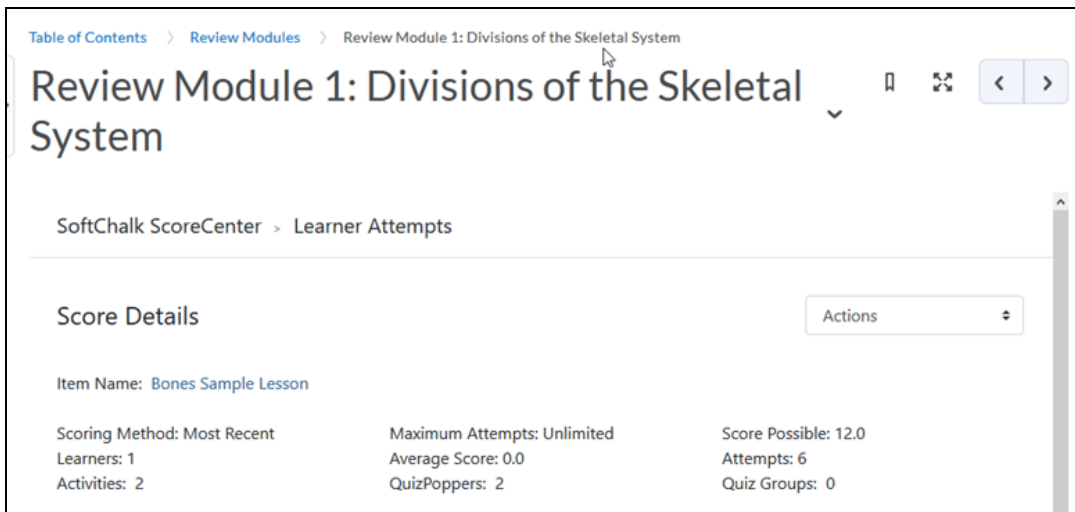 Table of Contents > Review Modules > Review Module 1: Divisions of the Skeletal System
Review Module 1: Divisions of the Skeletal
System
SoftChalk ScoreCenter > Learner Attempts
Score Details
Actions
Item Name: Bones Sample Lesson
Scoring Method: Most Recent Maximum Attempts: Unlimited Score Possible: 12.0
Learners: 1 Average Score: 0.0 Attempts: 6
Activities: 2 QuizPoppers: 2 Quiz Groups: 0